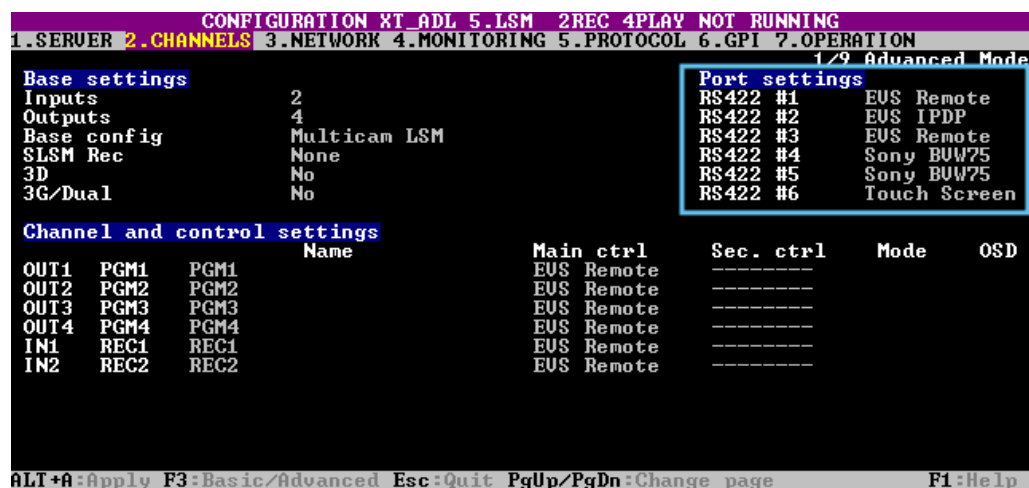 CONFIGURATION XT_ADL 5.LSM 2REC 4PLAY NOT RUNNING
1.SERVER 2.CHANNELS 3.NETWORK 4.MONITORING 5.PROTOCOL 6.GPI 7.OPERATION
1/9 Advanced Mode
Base settings Port settings
Inputs 2 RS422 #1 EVS Remote
Outputs 4 RS422 #2 EVS IPDP
Base config Multicam LSM RS422 #3 EVS Remote
SLSM Rec None RS422 #4 Sony BVW75
3D No RS422 #5 Sony BVW75
3G/Dual No RS422 #6 Touch Screen
Channel and control settings
Name Main ctrl Sec. ctrl Mode OSD
OUT1 PGM1 PGM1 EVS Remote --------
OUT2 PGM2 PGM2 EVS Remote --------
OUT3 PGM3 PGM3 EVS Remote --------
OUT4 PGM4 PGM4 EVS Remote --------
IN1 REC1 REC1 EVS Remote --------
IN2 REC2 REC2 EVS Remote --------
ALT+A:Apply F3:Basic/Advanced Esc:Quit PgUp/PgDn:Change page F1:Help